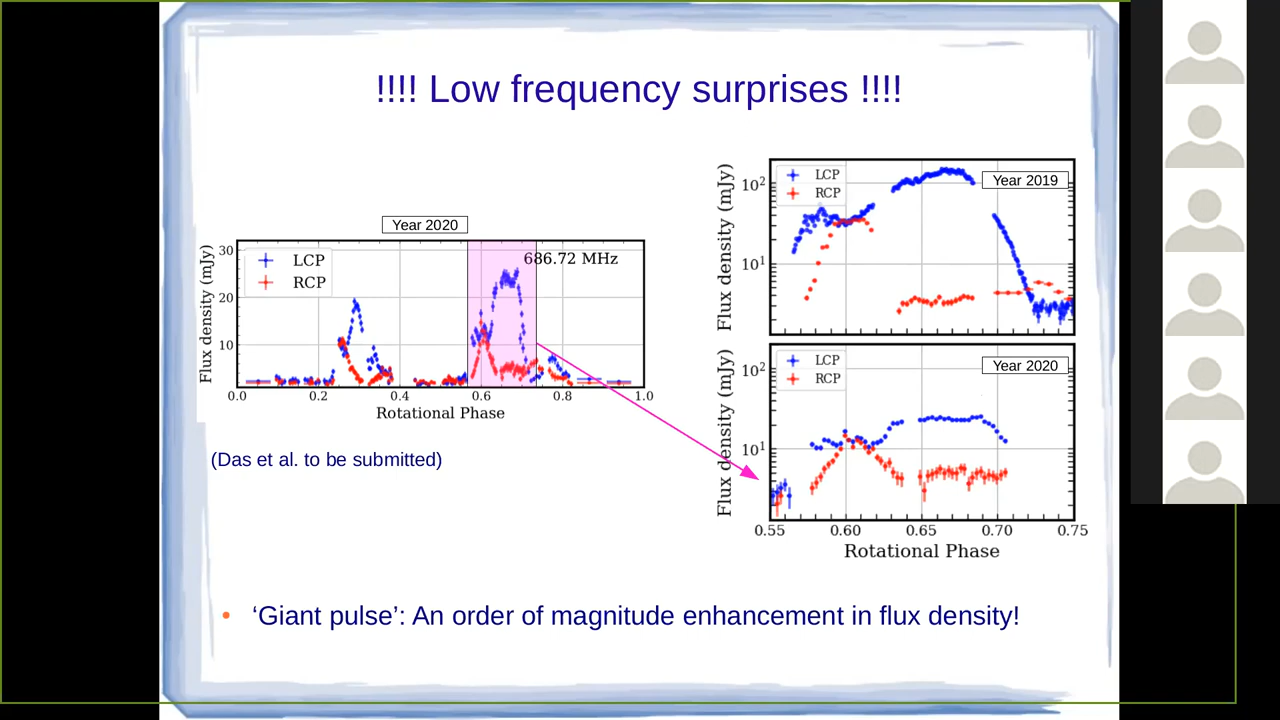 !!!! Low frequency surprises !!!!
Year 2020
30
20
10
Flux density (mJy)
LCP
RCP
686.72 MHz
0.0 0.2 0.4 0.6 0.8 1.0
Rotational Phase
(Das et al. to be submitted)
Flux density (mJy)
10²
10¹
LCP
RCP
Year 2019
Flux density (mJy)
10²
10¹
LCP
RCP
Year 2020
0.55 0.60 0.65 0.70 0.75
Rotational Phase
• ‘Giant pulse’: An order of magnitude enhancement in flux density!